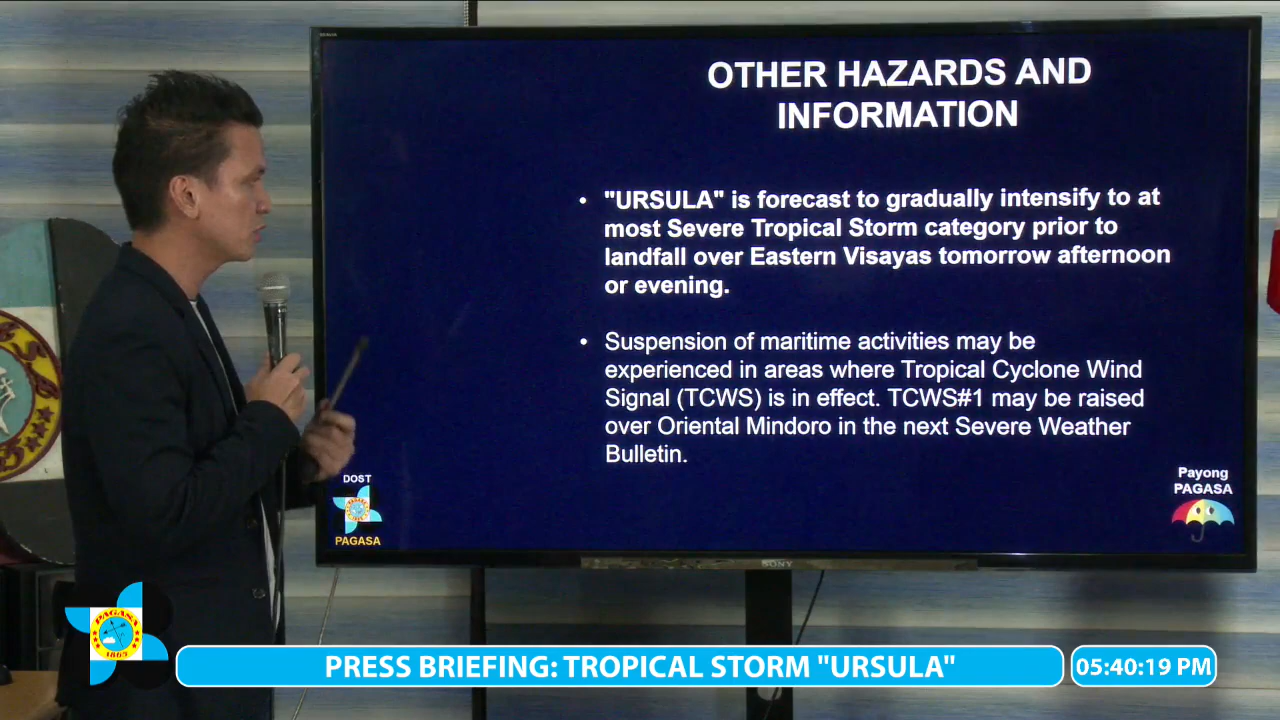 OTHER HAZARDS AND
INFORMATION
• "URSULA" is forecast to gradually intensify to at
most Severe Tropical Storm category prior to
landfall over Eastern Visayas tomorrow afternoon
or evening.
• Suspension of maritime activities may be
experienced in areas where Tropical Cyclone Wind
Signal (TCWS) is in effect. TCWS#1 may be raised
over Oriental Mindoro in the next Severe Weather
Bulletin.
DOST
PAGASA
Payong
PAGASA
SONY
PAGASA
1865
PRESS BRIEFING: TROPICAL STORM "URSULA"
05:40:19 PM